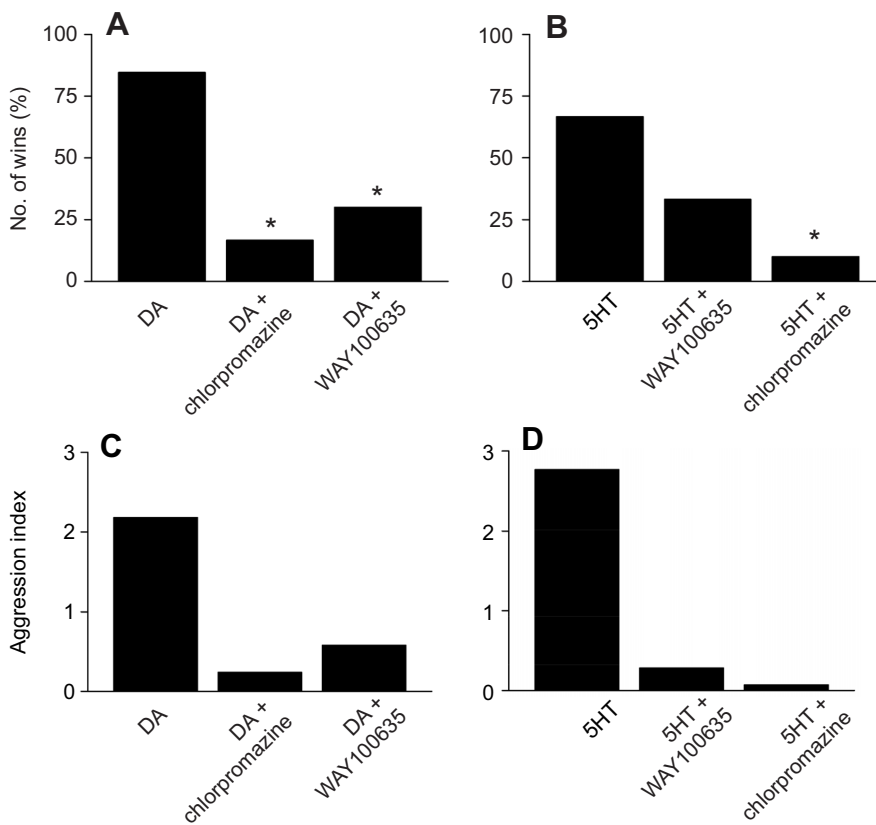 A
No. of wins (%)
100
75
50
25
0
*
*
DA
DA +
chlorpromazine
DA +
WAY100635
B
100
75
50
25
0
*
5HT
5HT +
WAY100635
5HT +
chlorpromazine
C
Aggression index
3
2
1
0
DA
DA +
chlorpromazine
DA +
WAY100635
D
3
2
1
0
5HT
5HT +
WAY100635
5HT +
chlorpromazine